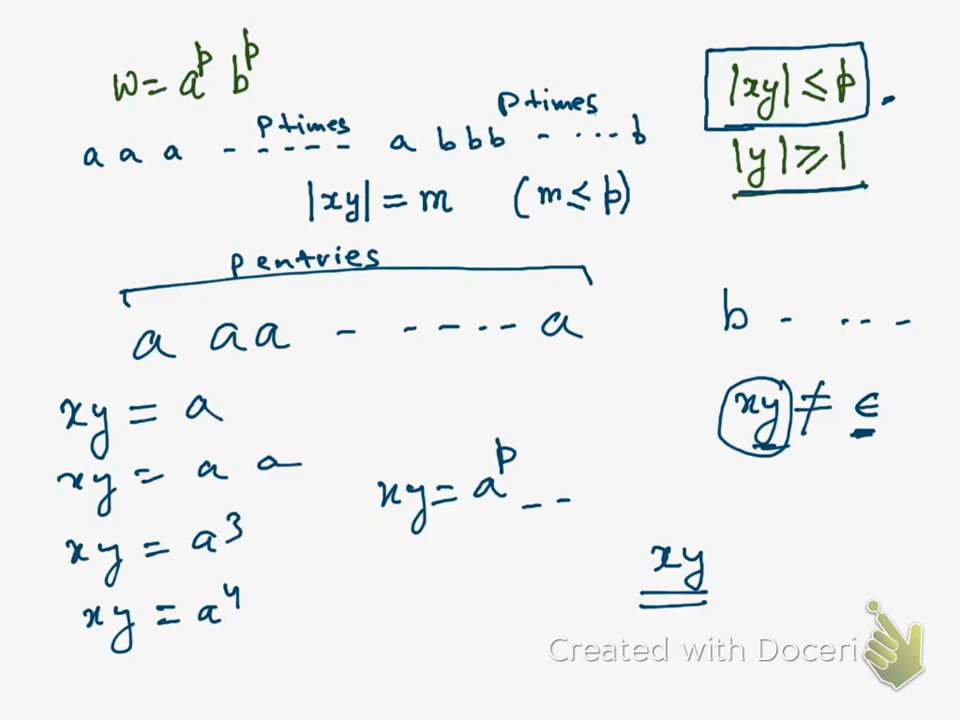 w = a^p b^p
|xy| ≤ p .
p times p times
a a a - - - - - a b b b - ... b
|y| ≥ 1
|xy| = m (m ≤ p)
p entries
a a a - - - - .. - a b - .. . -
xy = a
xy ≠ ϵ
xy = a a
xy = a^p - -
xy = a^3
xy
xy = a^4
Created with Doceri